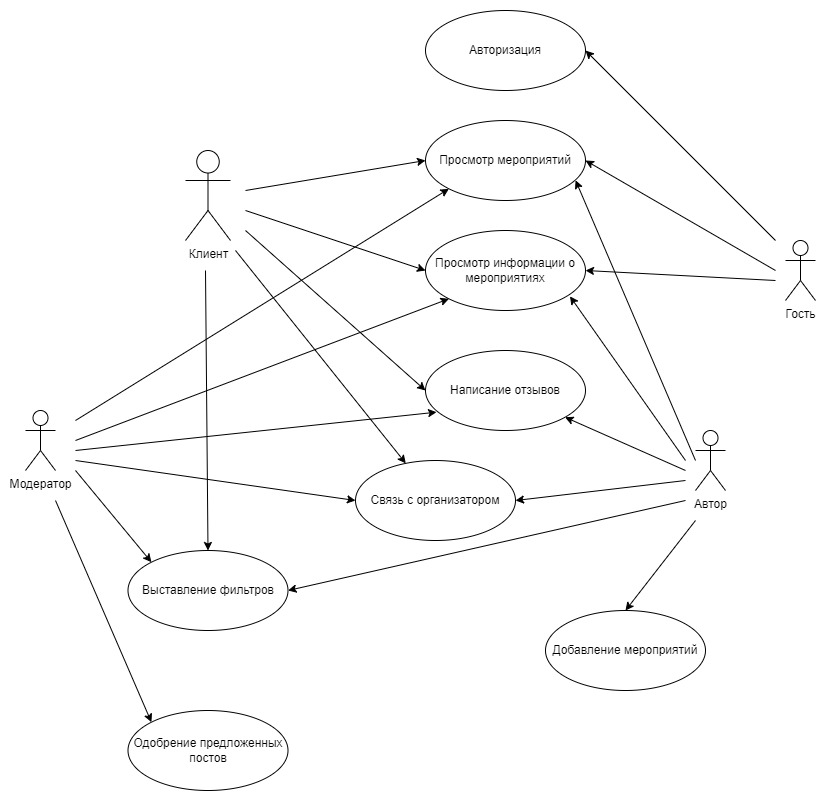 Авторизация
Просмотр мероприятий
Клиент
Просмотр информации о
мероприятиях
Гость
Написание отзывов
Модератор
Связь с организатором
Автор
Выставление фильтров
Добавление мероприятий
Одобрение предложенных
постов